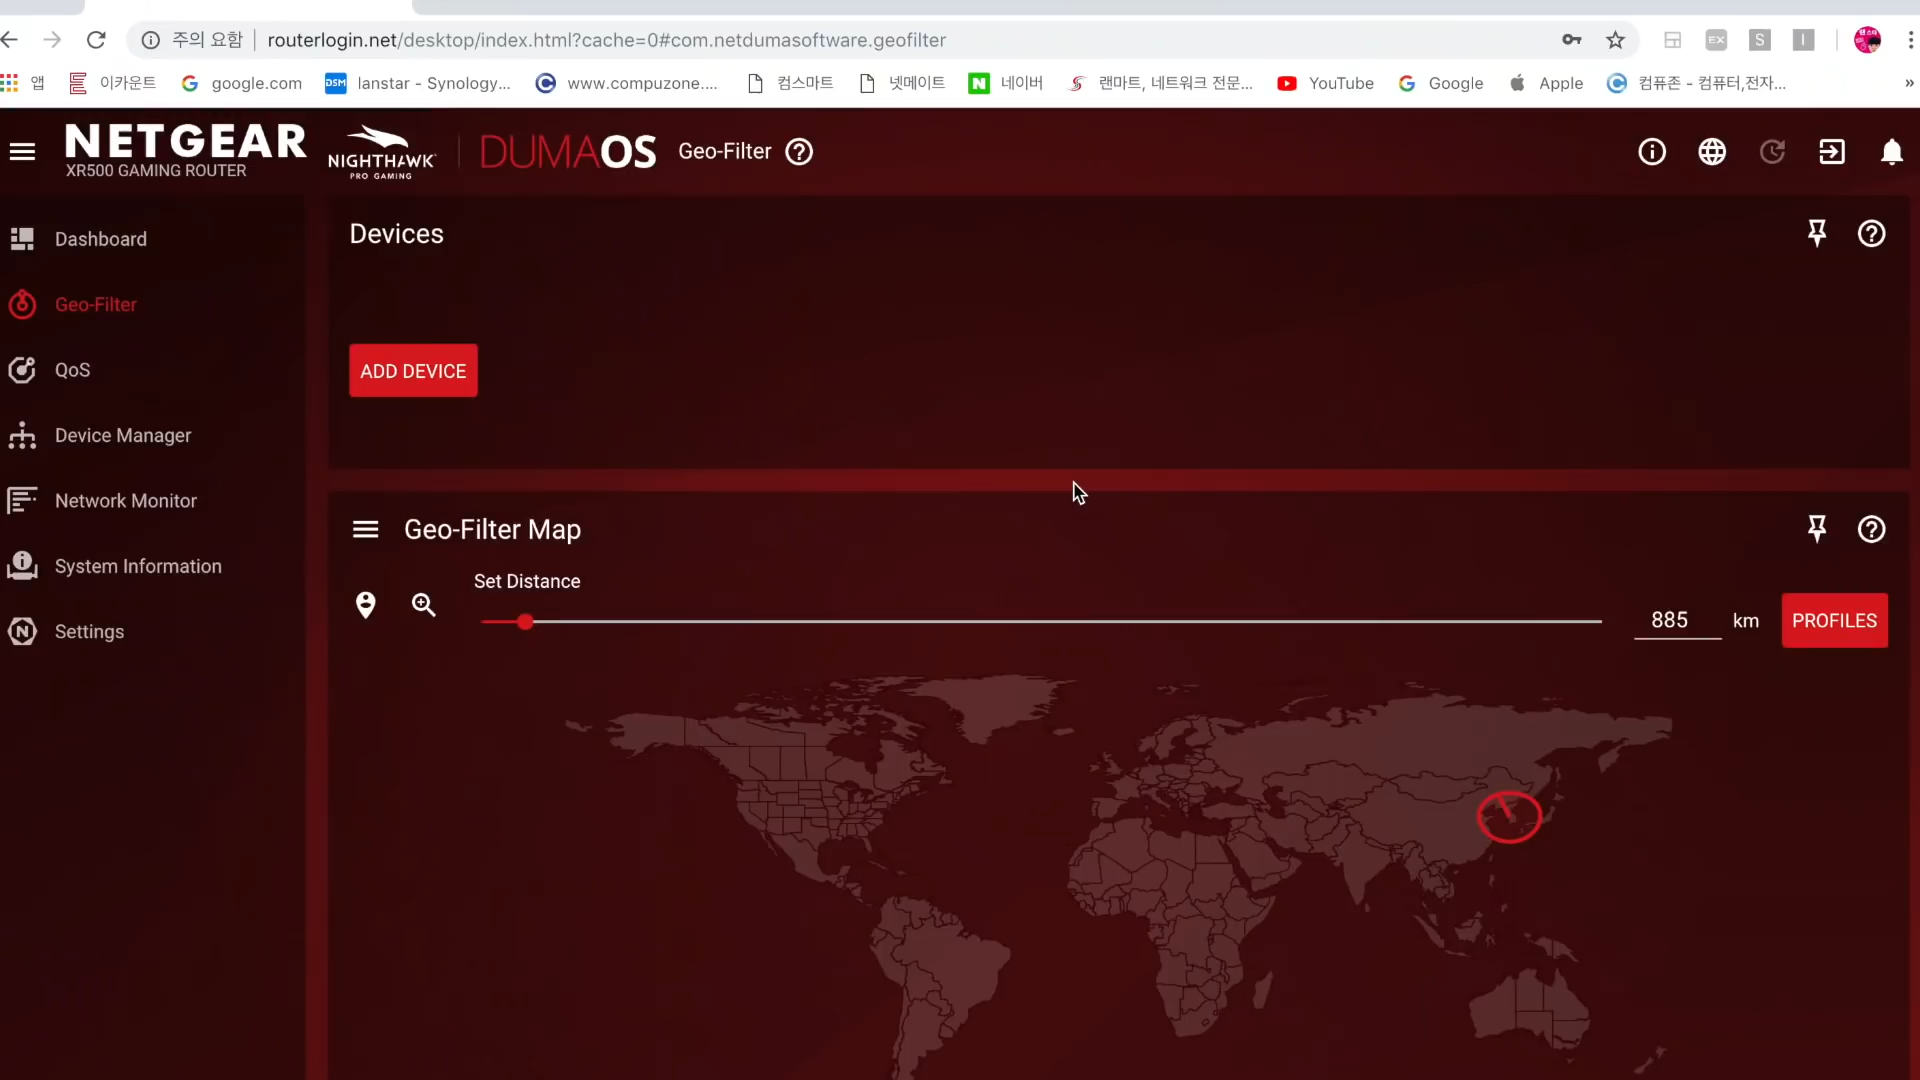 주의 요함 routerlogin.net/desktop/index.html?cache=0#com.netdumasoftware.geofilter
EX S I
앱 이카운트 google.com DSM lanstar - Synology... www.compuzone.... 컴스마트 넷메이트 N 네이버 랜마트, 네트워크 전문... YouTube Google Apple 컴퓨존 - 컴퓨터,전자... »
NETGEAR
XR500 GAMING ROUTER
NIGHTHAWK
PRO GAMING
DUMAOS Geo-Filter
Dashboard
Geo-Filter
QoS
Device Manager
Network Monitor
System Information
Settings
Devices
ADD DEVICE
Geo-Filter Map
Set Distance
885 km PROFILES